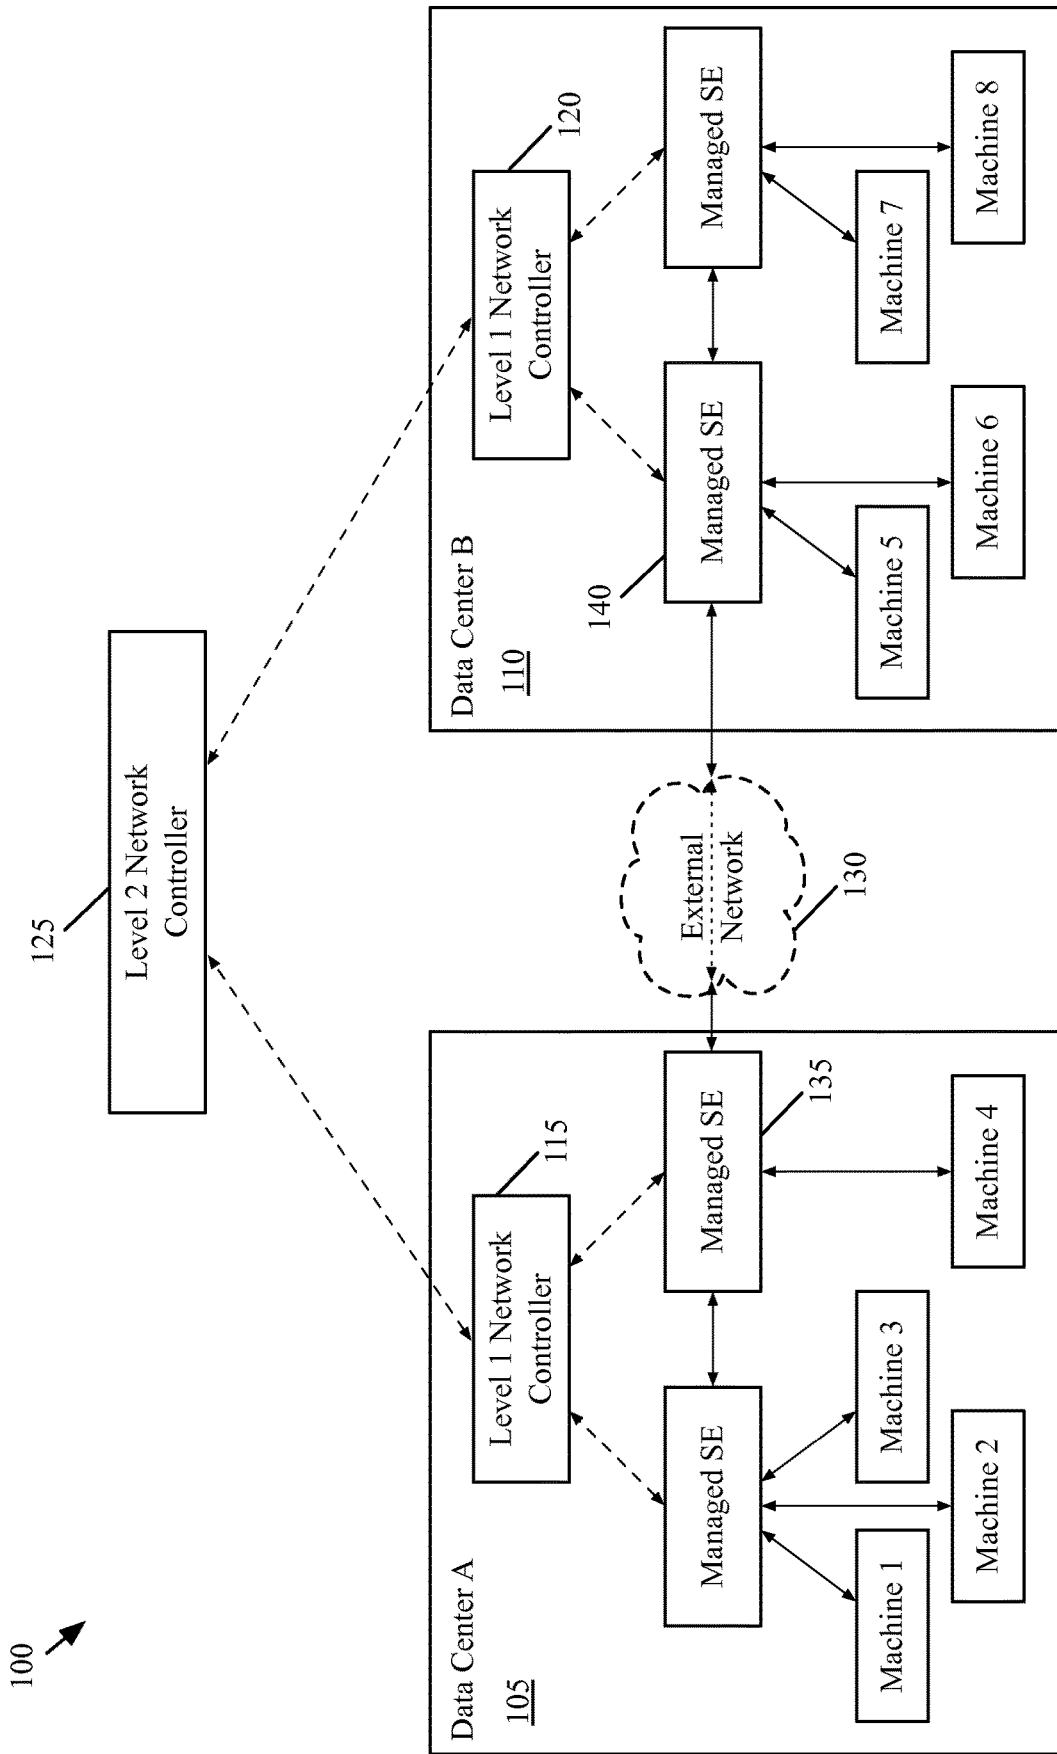 100
125
Level 2 Network
Controller
Data Center A
105
115
Level 1 Network
Controller
Managed SE
Managed SE
135
Machine 1
Machine 3
Machine 2
Machine 4
External
Network
130
Data Center B
110
120
Level 1 Network
Controller
140
Managed SE
Managed SE
Machine 5
Machine 7
Machine 6
Machine 8